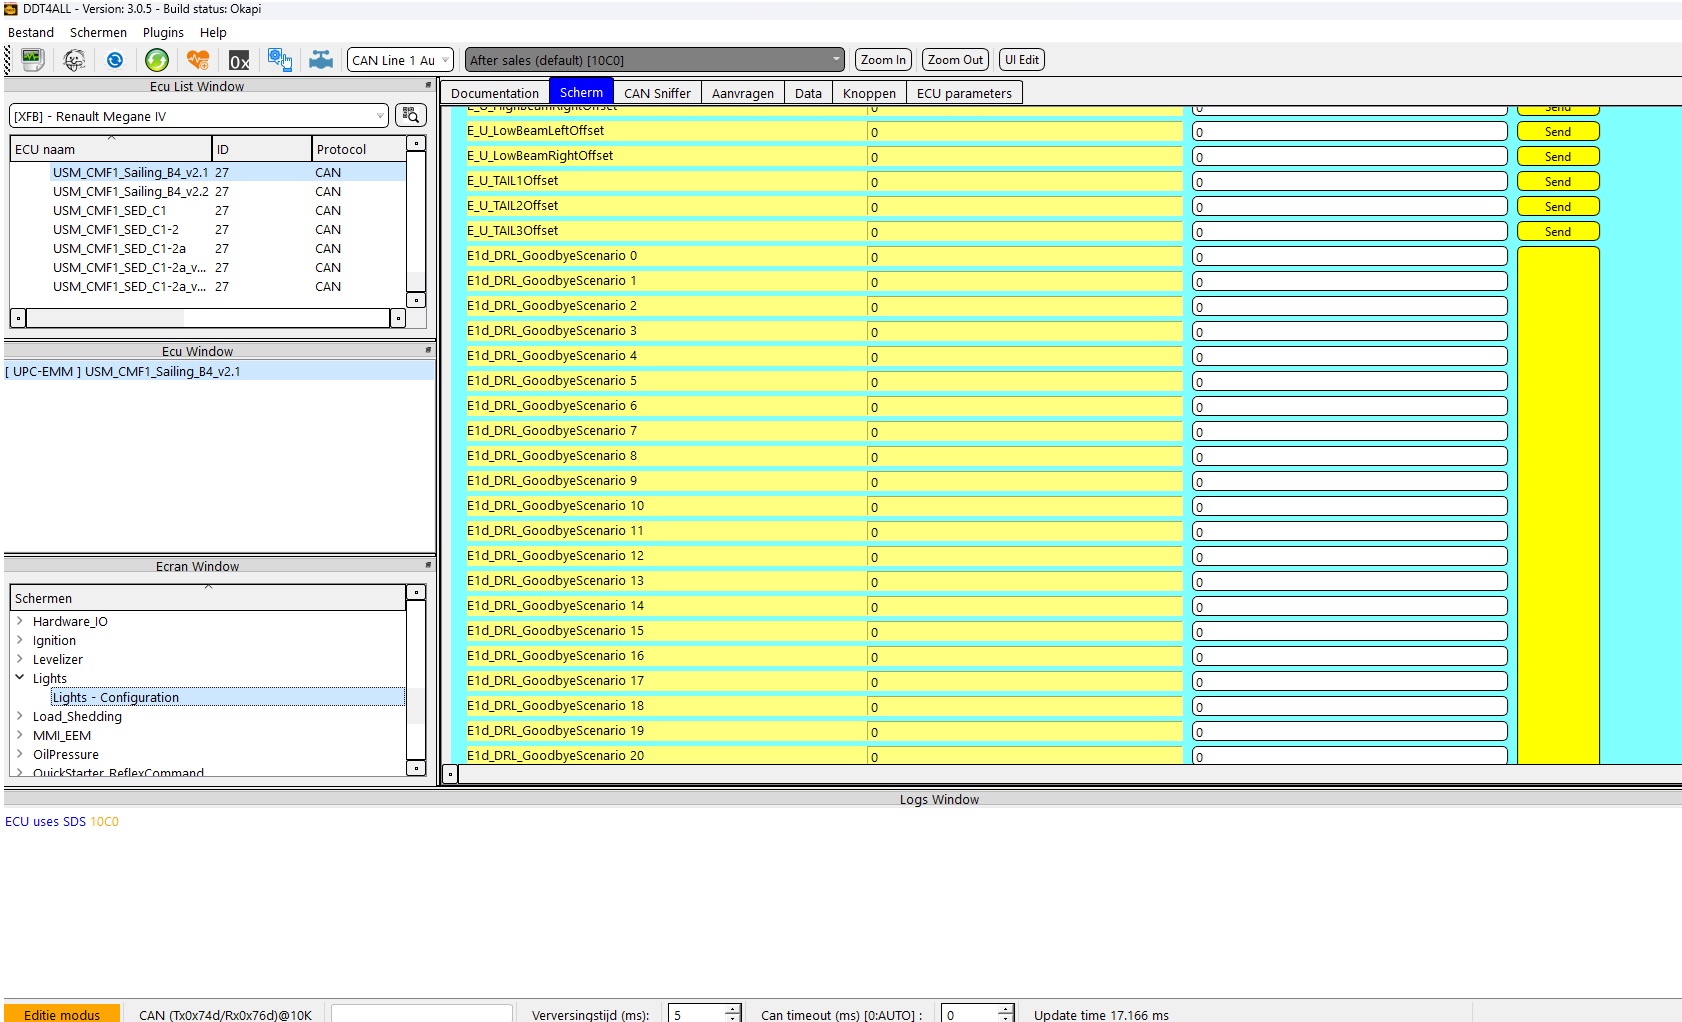 DDT4ALL - Version: 3.0.5 - Build status: Okapi
Bestand Schermen Plugins Help
0x CAN Line 1 Au After sales (default) [10C0] Zoom In Zoom Out UI Edit
Ecu List Window
[XFB] - Renault Megane IV
ECU naam ID Protocol
USM_CMF1_Sailing_B4_v2.1 27 CAN
USM_CMF1_Sailing_B4_v2.2 27 CAN
USM_CMF1_SED_C1 27 CAN
USM_CMF1_SED_C1-2 27 CAN
USM_CMF1_SED_C1-2a 27 CAN
USM_CMF1_SED_C1-2a_v... 27 CAN
USM_CMF1_SED_C1-2a_v... 27 CAN
Ecu Window
[ UPC-EMM ] USM_CMF1_Sailing_B4_v2.1
Ecran Window
Schermen
Hardware_IO
Ignition
Levelizer
Lights
Lights - Configuration
Load_Shedding
MMI_EEM
OilPressure
QuickStarter_ReflexCommand
Documentation Scherm CAN Sniffer Aanvragen Data Knoppen ECU parameters
E_U_HighBeamRightOffset 0 0 Send
E_U_LowBeamLeftOffset 0 0 Send
E_U_LowBeamRightOffset 0 0 Send
E_U_TAIL1Offset 0 0 Send
E_U_TAIL2Offset 0 0 Send
E_U_TAIL3Offset 0 0 Send
E1d_DRL_GoodbyeScenario 0 0 0
E1d_DRL_GoodbyeScenario 1 0 0
E1d_DRL_GoodbyeScenario 2 0 0
E1d_DRL_GoodbyeScenario 3 0 0
E1d_DRL_GoodbyeScenario 4 0 0
E1d_DRL_GoodbyeScenario 5 0 0
E1d_DRL_GoodbyeScenario 6 0 0
E1d_DRL_GoodbyeScenario 7 0 0
E1d_DRL_GoodbyeScenario 8 0 0
E1d_DRL_GoodbyeScenario 9 0 0
E1d_DRL_GoodbyeScenario 10 0 0
E1d_DRL_GoodbyeScenario 11 0 0
E1d_DRL_GoodbyeScenario 12 0 0
E1d_DRL_GoodbyeScenario 13 0 0
E1d_DRL_GoodbyeScenario 14 0 0
E1d_DRL_GoodbyeScenario 15 0 0
E1d_DRL_GoodbyeScenario 16 0 0
E1d_DRL_GoodbyeScenario 17 0 0
E1d_DRL_GoodbyeScenario 18 0 0
E1d_DRL_GoodbyeScenario 19 0 0
E1d_DRL_GoodbyeScenario 20 0 0
Logs Window
ECU uses SDS 10C0
Editie modus CAN (Tx0x74d/Rx0x76d)@10K Verversingstijd (ms): 5 Can timeout (ms) [0:AUTO] : 0 Update time 17.166 ms